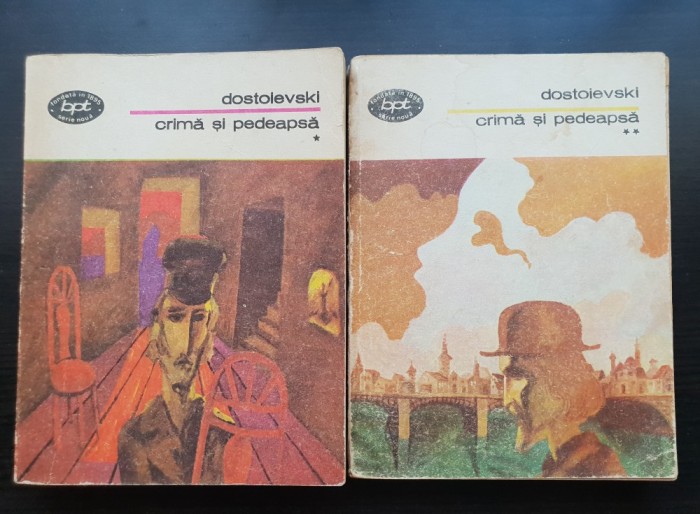 fondată în 1895
bpt
serie nouă
dostoievski
crimă și pedeapsă
*
fondată în 1895
bpt
serie nouă
dostoievski
crimă și pedeapsă
**